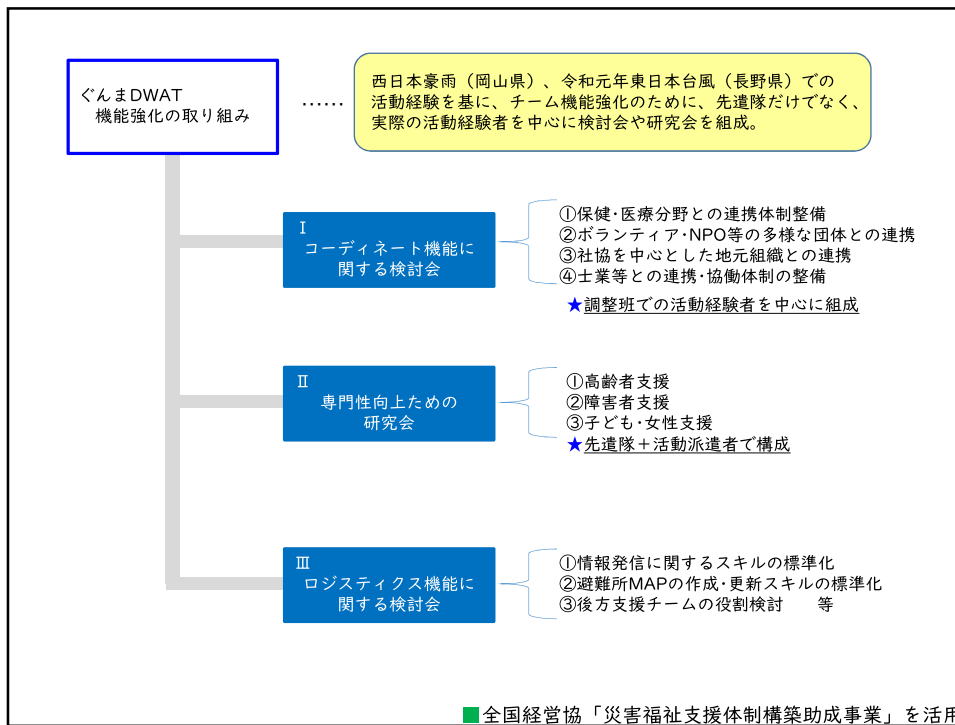 ぐんまDWAT
機能強化の取り組み
……
西日本豪雨（岡山県）、令和元年東日本台風（長野県）での
活動経験を基に、チーム機能強化のために、先遣隊だけでなく、
実際の活動経験者を中心に検討会や研究会を組成。
Ⅰ
コーディネート機能に
関する検討会
①保健・医療分野との連携体制整備
②ボランティア・NPO等の多様な団体との連携
③社協を中心とした地元組織との連携
④士業等との連携・協働体制の整備
★調整班での活動経験者を中心に組成
Ⅱ
専門性向上ための
研究会
①高齢者支援
②障害者支援
③子ども・女性支援
★先遣隊＋活動派遣者で構成
Ⅲ
ロジスティクス機能に
関する検討会
①情報発信に関するスキルの標準化
②避難所MAPの作成・更新スキルの標準化
③後方支援チームの役割検討　　等
■全国経営協「災害福祉支援体制構築助成事業」を活用